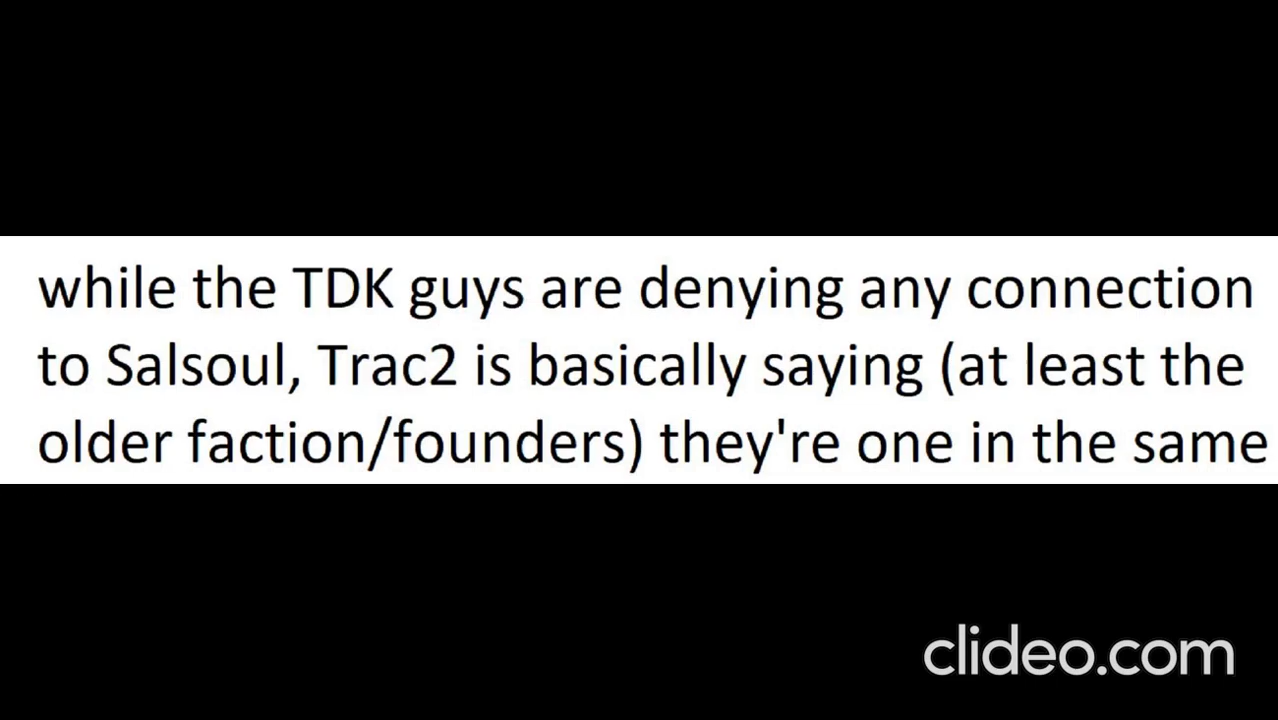 while the TDK guys are denying any connection
to Salsoul, Trac2 is basically saying (at least the
older faction/founders) they're one in the same
clideo.com